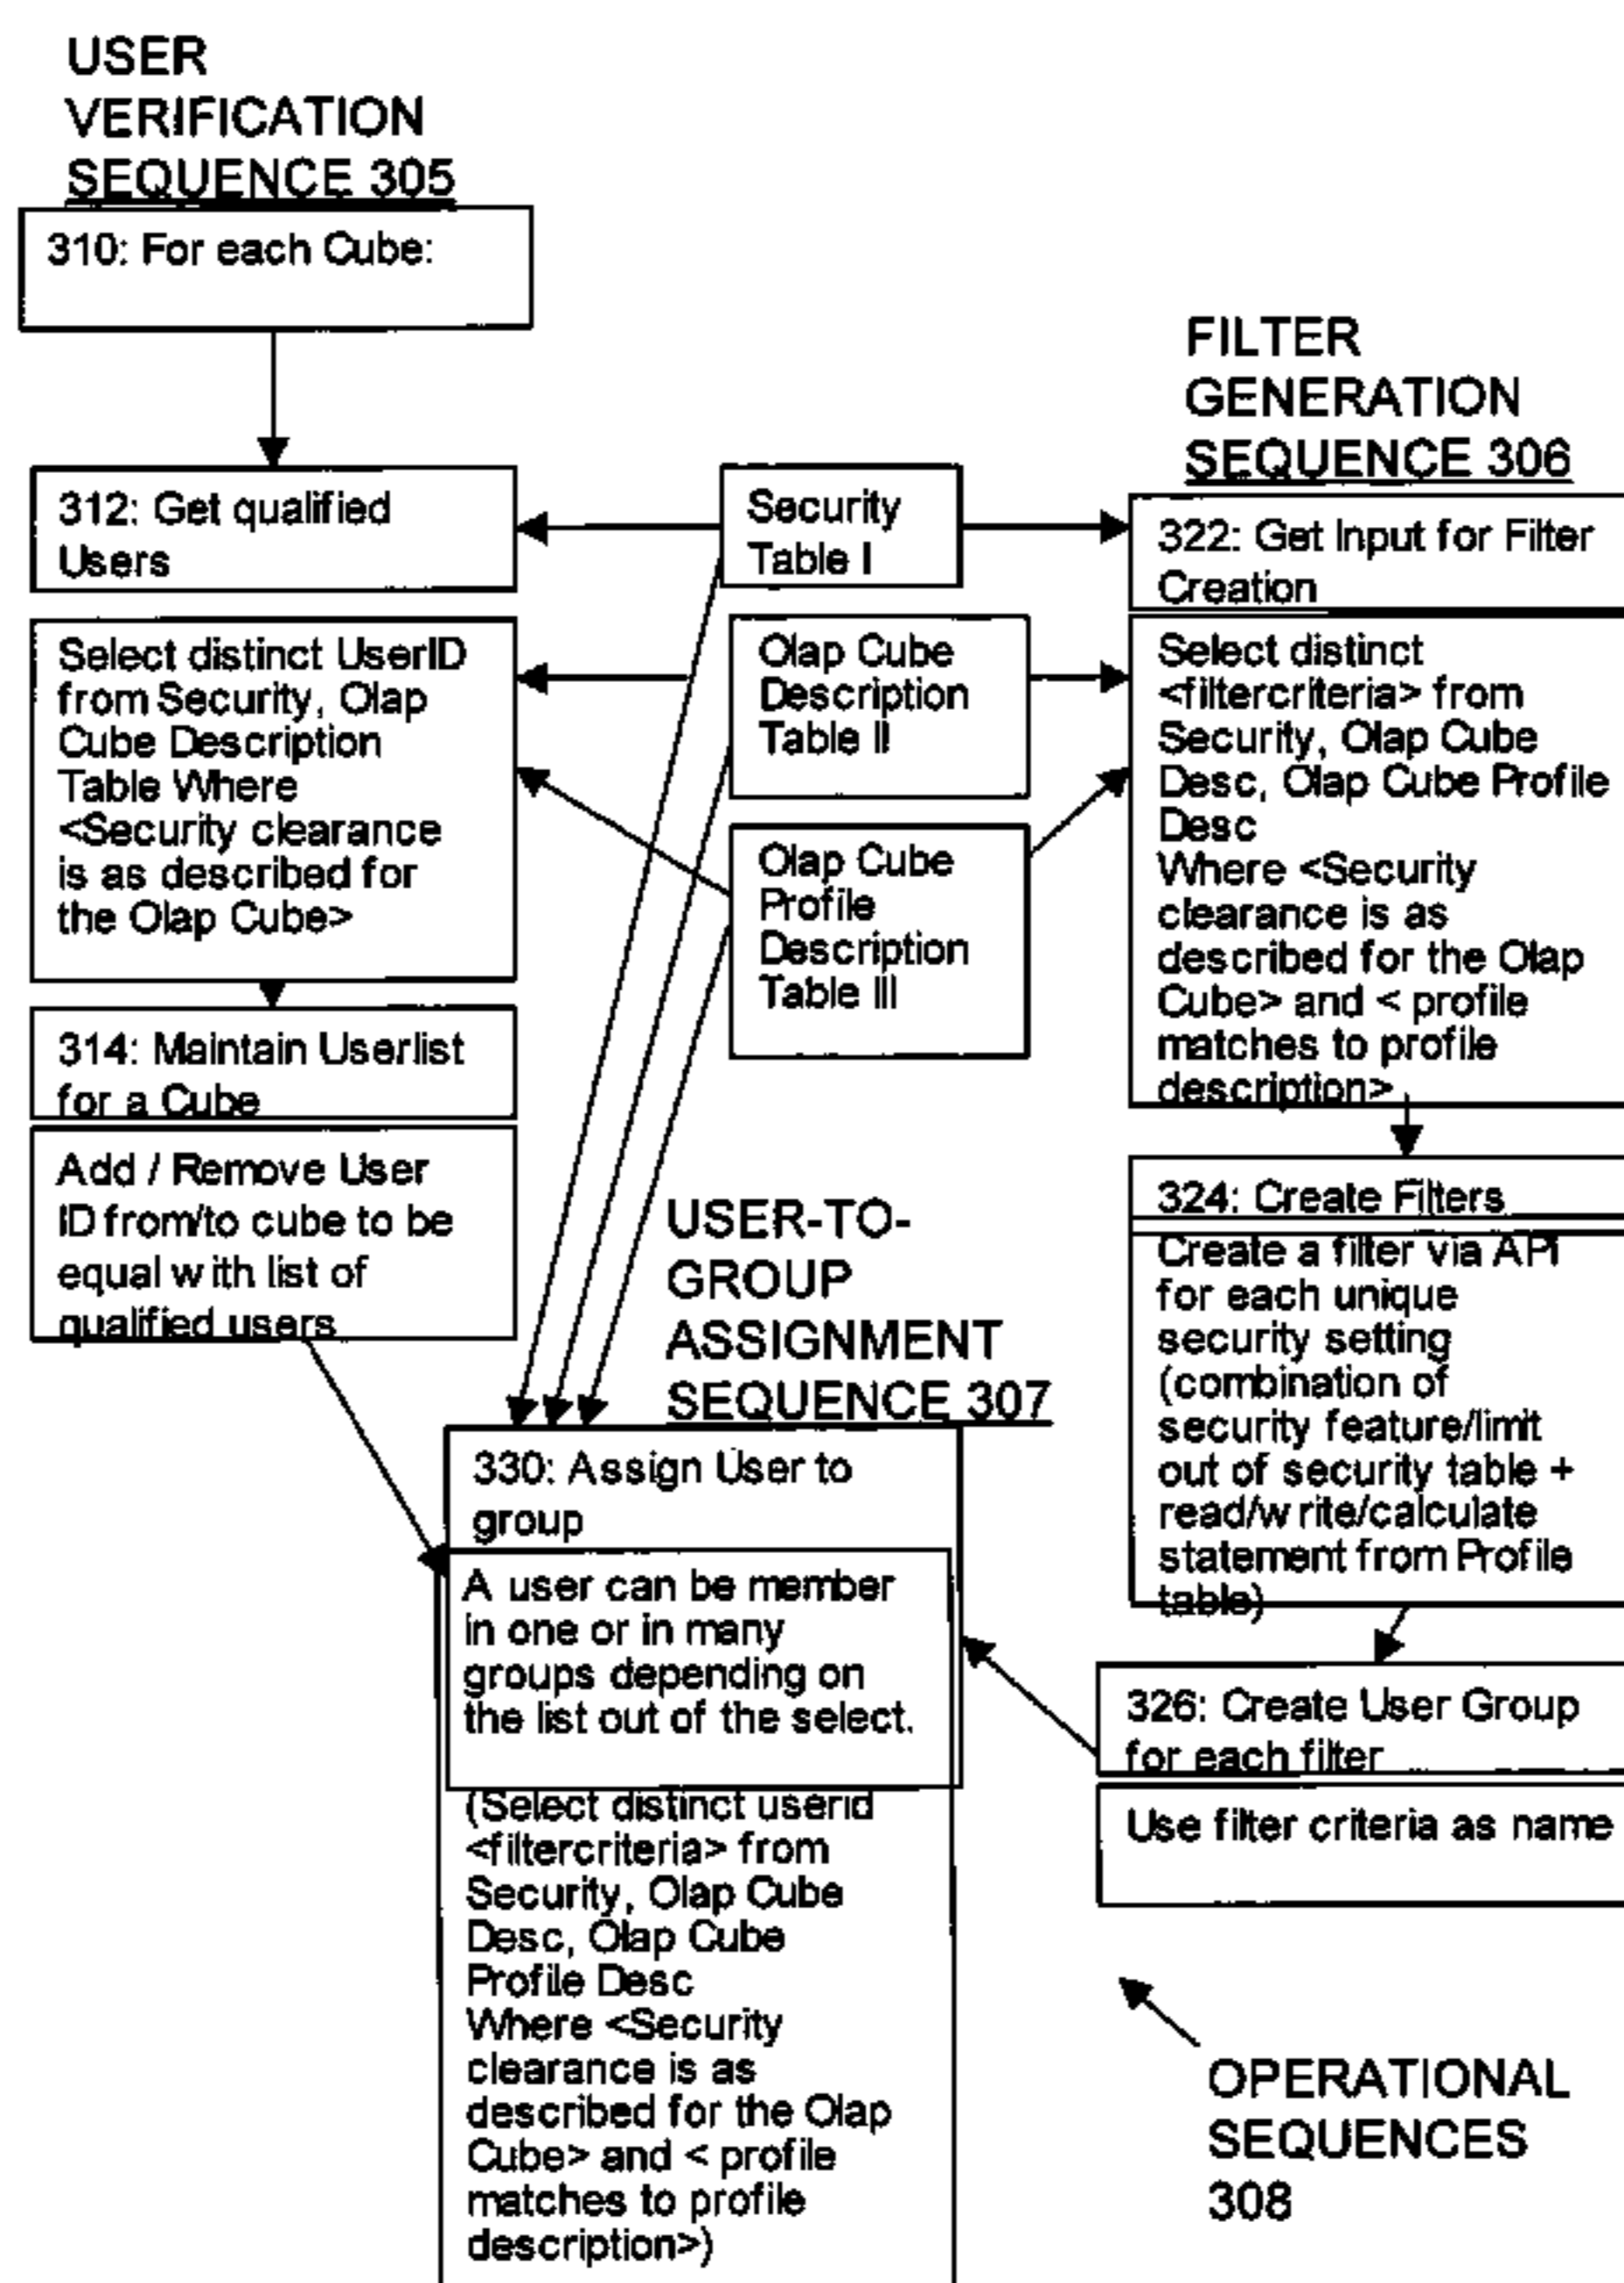 USER
VERIFICATION
SEQUENCE 305
310: For each Cube:
312: Get qualified
Users
Select distinct UserID
from Security, Olap
Cube Description
Table Where
<Security clearance
is as described for
the Olap Cube>
314: Maintain Userlist
for a Cube
Add / Remove User
ID from/to cube to be
equal with list of
qualified users
Security
Table I
Olap Cube
Description
Table II
Olap Cube
Profile
Description
Table III
FILTER
GENERATION
SEQUENCE 306
322: Get Input for Filter
Creation
Select distinct
<filtercriteria> from
Security, Olap Cube
Desc, Olap Cube Profile
Desc
Where <Security
clearance is as
described for the Olap
Cube> and < profile
matches to profile
description>
324: Create Filters
Create a filter via API
for each unique
security setting
(combination of
security feature/limit
out of security table +
read/write/calculate
statement from Profile
table)
326: Create User Group
for each filter
Use filter criteria as name
USER-TO-
GROUP
ASSIGNMENT
SEQUENCE 307
330: Assign User to
group
A user can be member
in one or in many
groups depending on
the list out of the select.
(Select distinct userid
<filtercriteria> from
Security, Olap Cube
Desc, Olap Cube
Profile Desc
Where <Security
clearance is as
described for the Olap
Cube> and < profile
matches to profile
description>)
OPERATIONAL
SEQUENCES
308